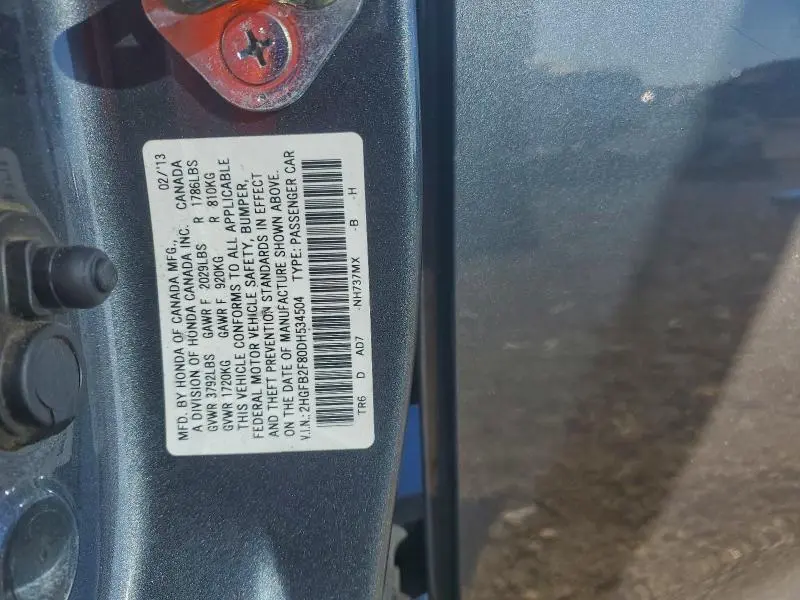 MFD. BY HONDA OF CANADA MFG., 02/'13
A DIVISION OF HONDA CANADA INC. CANADA
GVWR 3792LBS GAWR F 2029LBS R 1786LBS
GVWR 1720KG GAWR F 920KG R 810KG
THIS VEHICLE CONFORMS TO ALL APPLICABLE
FEDERAL MOTOR VEHICLE SAFETY, BUMPER,
AND THEFT PREVENTION STANDARDS IN EFFECT
ON THE DATE OF MANUFACTURE SHOWN ABOVE.
V.I.N.:2HGFB2F80DH534504 TYPE: PASSENGER CAR
TR6 D AD7 -NH737MX -B -H